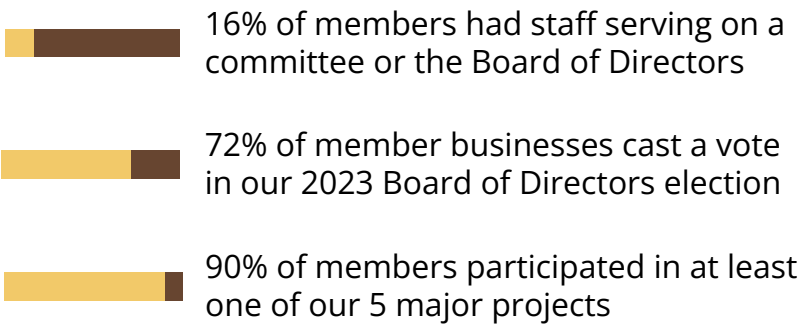 16% of members had staff serving on a
committee or the Board of Directors
72% of member businesses cast a vote
in our 2023 Board of Directors election
90% of members participated in at least
one of our 5 major projects